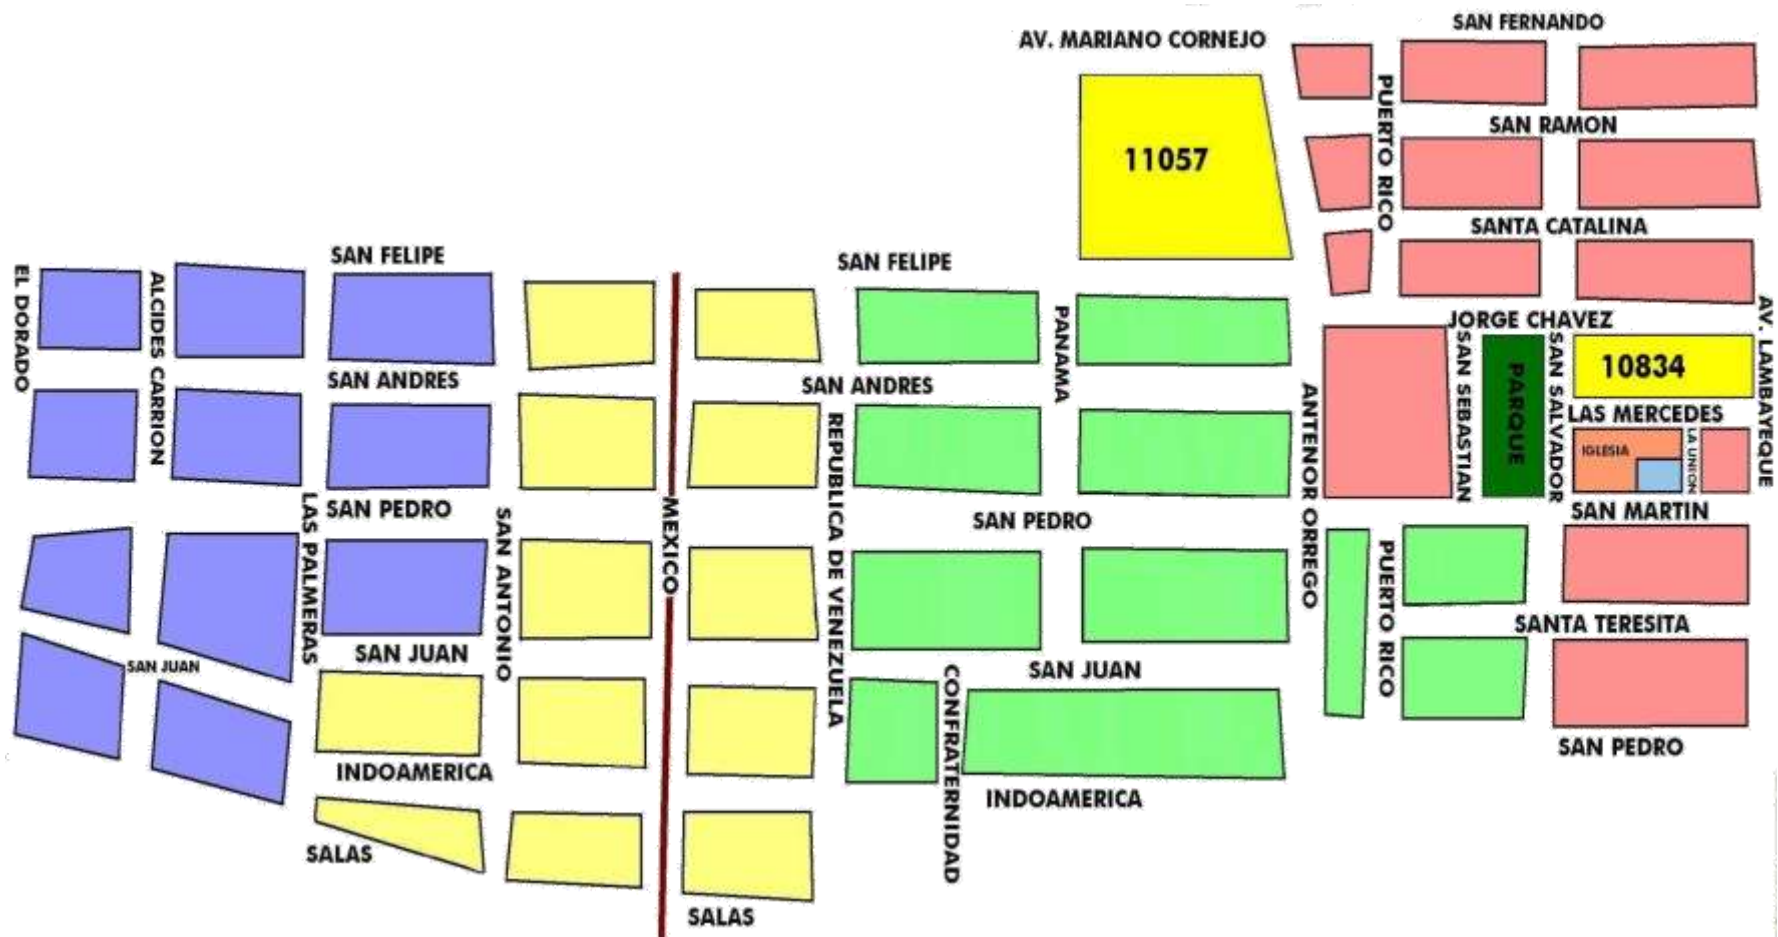 SAN FERNANDO
AV. MARIANO CORNEJO
PUERTO RICO
SAN RAMON
11057
SANTA CATALINA
SAN FELIPE
SAN FELIPE
EL DORADO
ALCIDES CARRION
PANAMA
JORGE CHAVEZ
AV. LAMBAYEQUE
SAN SEBASTIAN
PARQUE
SAN SALVADOR
10834
SAN ANDRES
SAN ANDRES
ANTENOR ORREGO
LAS MERCEDES
REPUBLICA DE VENEZUELA
IGLESIA
LA UNION
LAS PALMERAS
SAN PEDRO
SAN ANTONIO
MEXICO
SAN PEDRO
SAN MARTIN
PUERTO RICO
SANTA TERESITA
SAN JUAN
SAN JUAN
SAN JUAN
CONFRATERNIDAD
SAN PEDRO
INDOAMERICA
INDOAMERICA
SALAS
SALAS